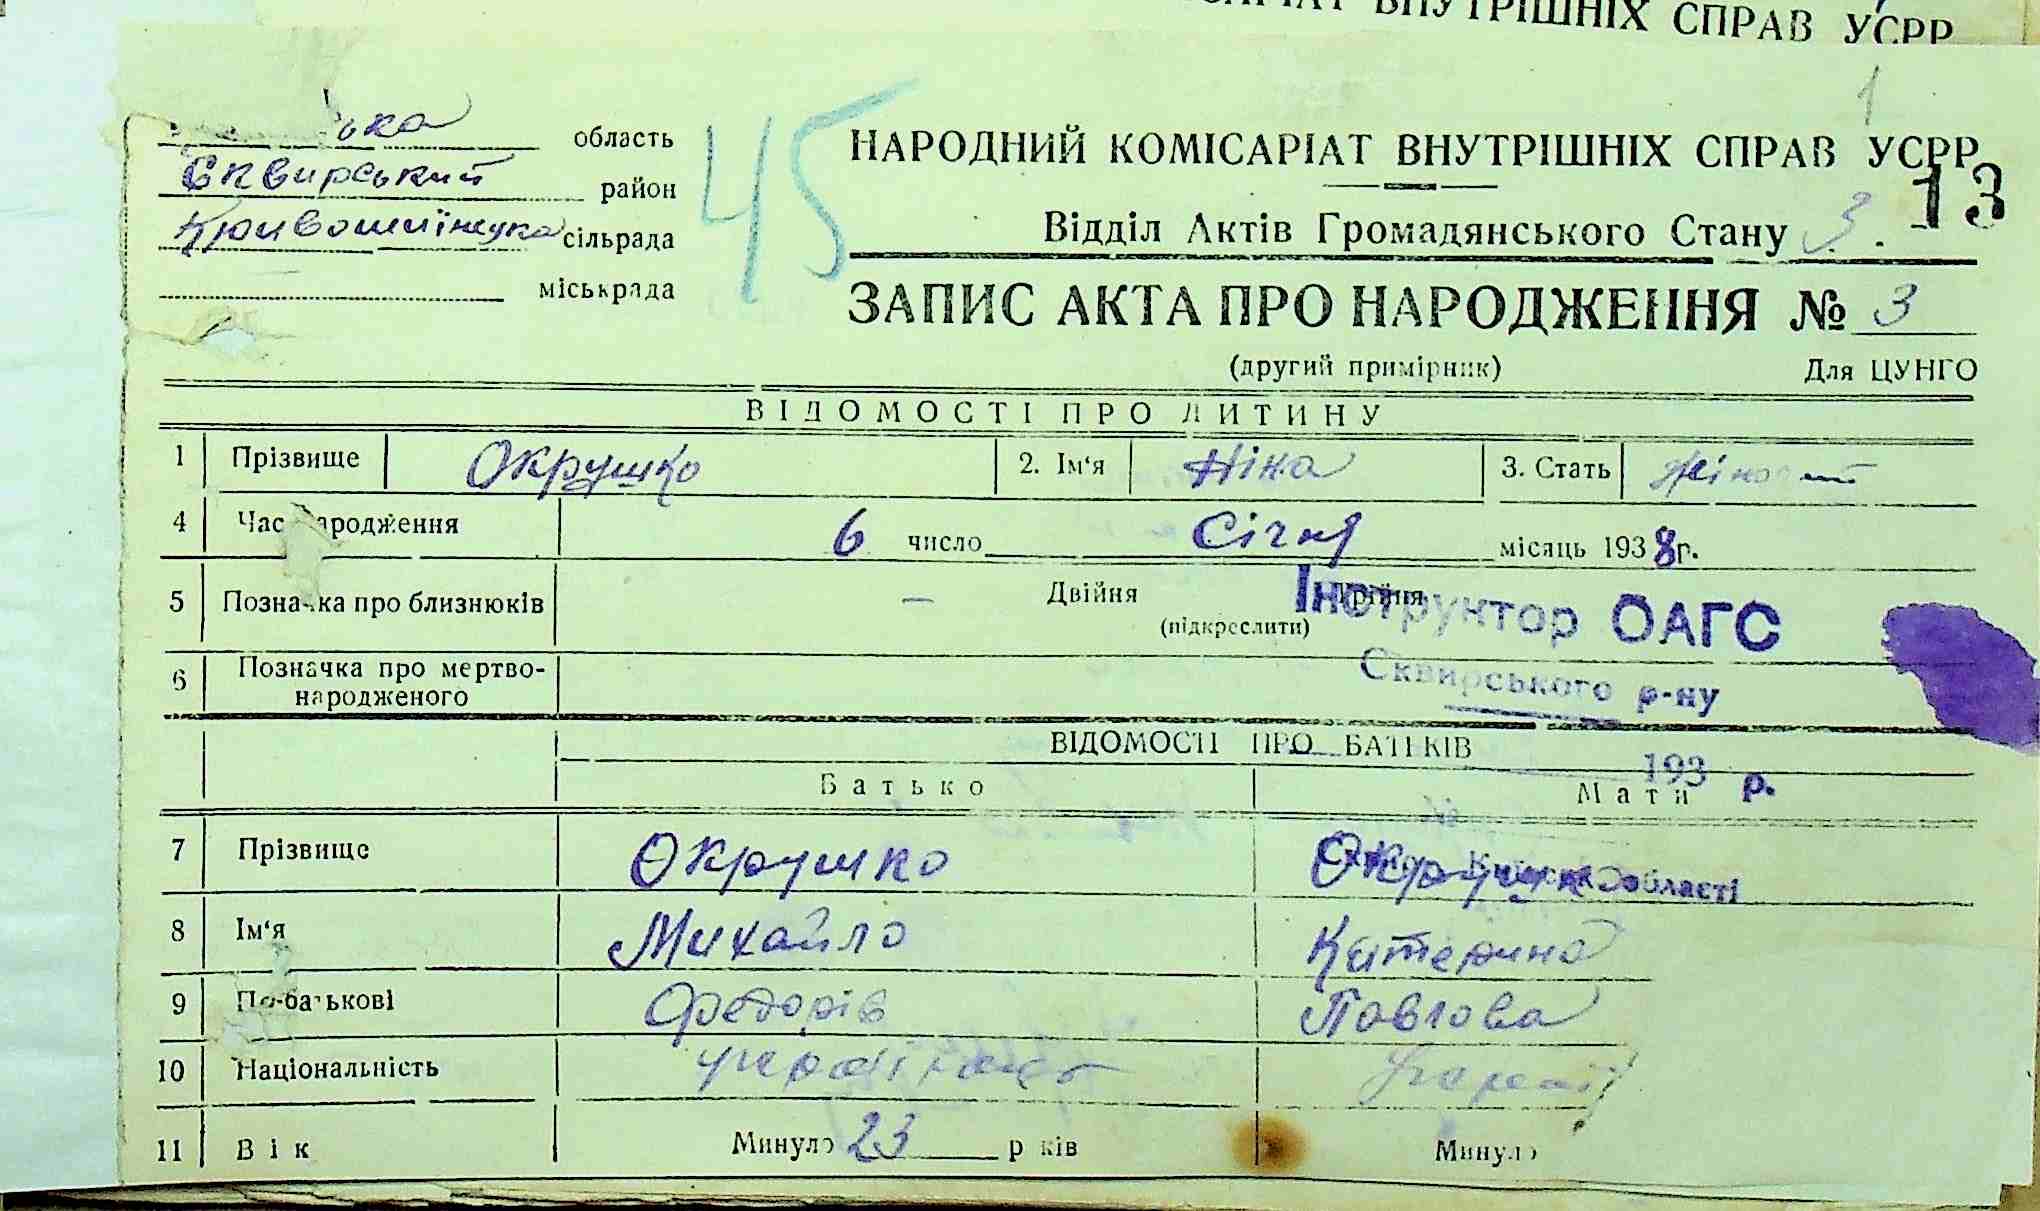 ВНУТРІШНІХ СПРАВ УСРР
1
ька область
Сквирський район
Кривошиїнцука сільрада
міськрада
45
НАРОДНИЙ КОМІСАРІАТ ВНУТРІШНІХ СПРАВ УСРР
13
Відділ Актів Громадянського Стану 3.
ЗАПИС АКТА ПРО НАРОДЖЕННЯ № 3
(другий примірник) Для ЦУНГО
ВІДОМОСТІ ПРО ДИТИНУ
1 Прізвище Окрушко 2. Ім‘я Ніна 3. Стать
4 Час народження 6 число Січня місяць 1938 р.
5 Позначка про близнюків — Двійня Трійня
(підкреслити)
Інструктор ОАГС
Сквирського р-ну
6 Позначка про мертво-
народженого
ВІДОМОСТІ ПРО БАТЬКІВ
193 р.
Батько Мати
7 Прізвище Окрушко Окрушко
області
8 Ім‘я Михайло Катерина
9 По-батькові Федорів Павлова
10 Національність
11 Вік Минуло 23 років Минуло